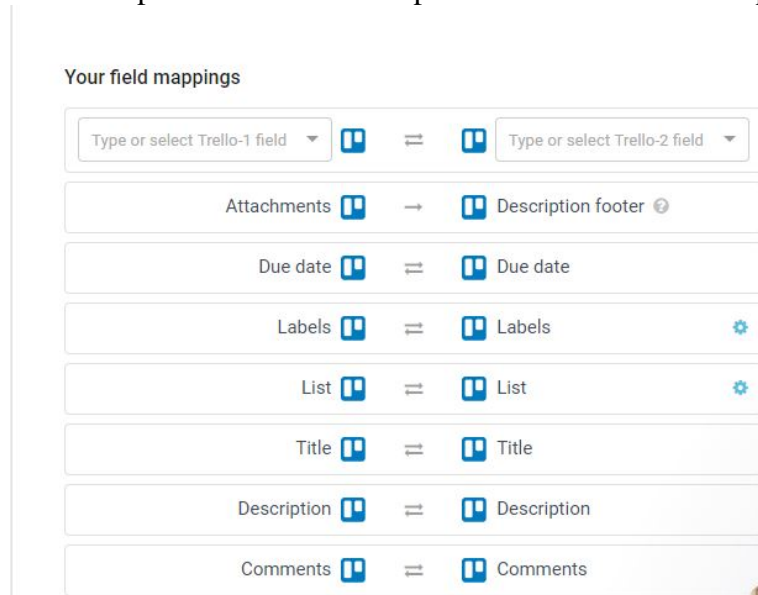 Your field mappings
Type or select Trello-1 field Type or select Trello-2 field
Attachments Description footer
Due date Due date
Labels Labels
List List
Title Title
Description Description
Comments Comments